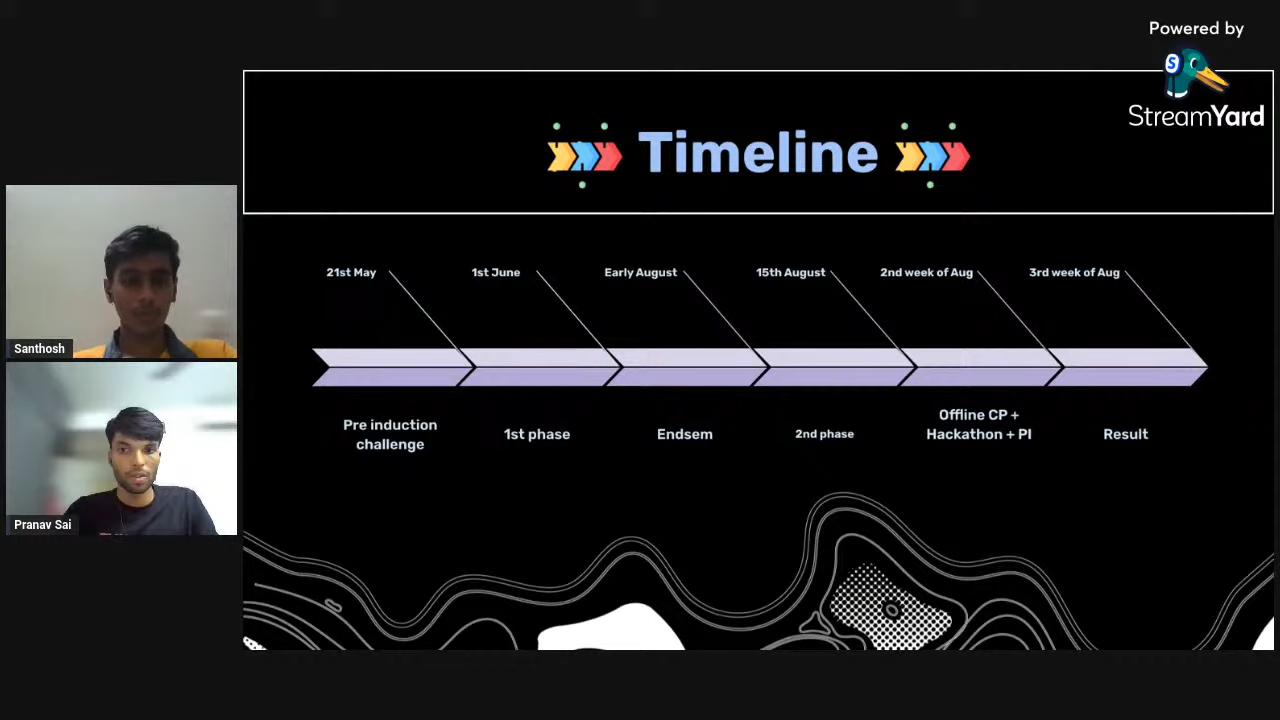 Powered by
StreamYard
Timeline
21st May
1st June
Early August
15th August
2nd week of Aug
3rd week of Aug
Pre induction
challenge
1st phase
Endsem
2nd phase
Offline CP +
Hackathon + PI
Result
Santhosh
Pranav Sai